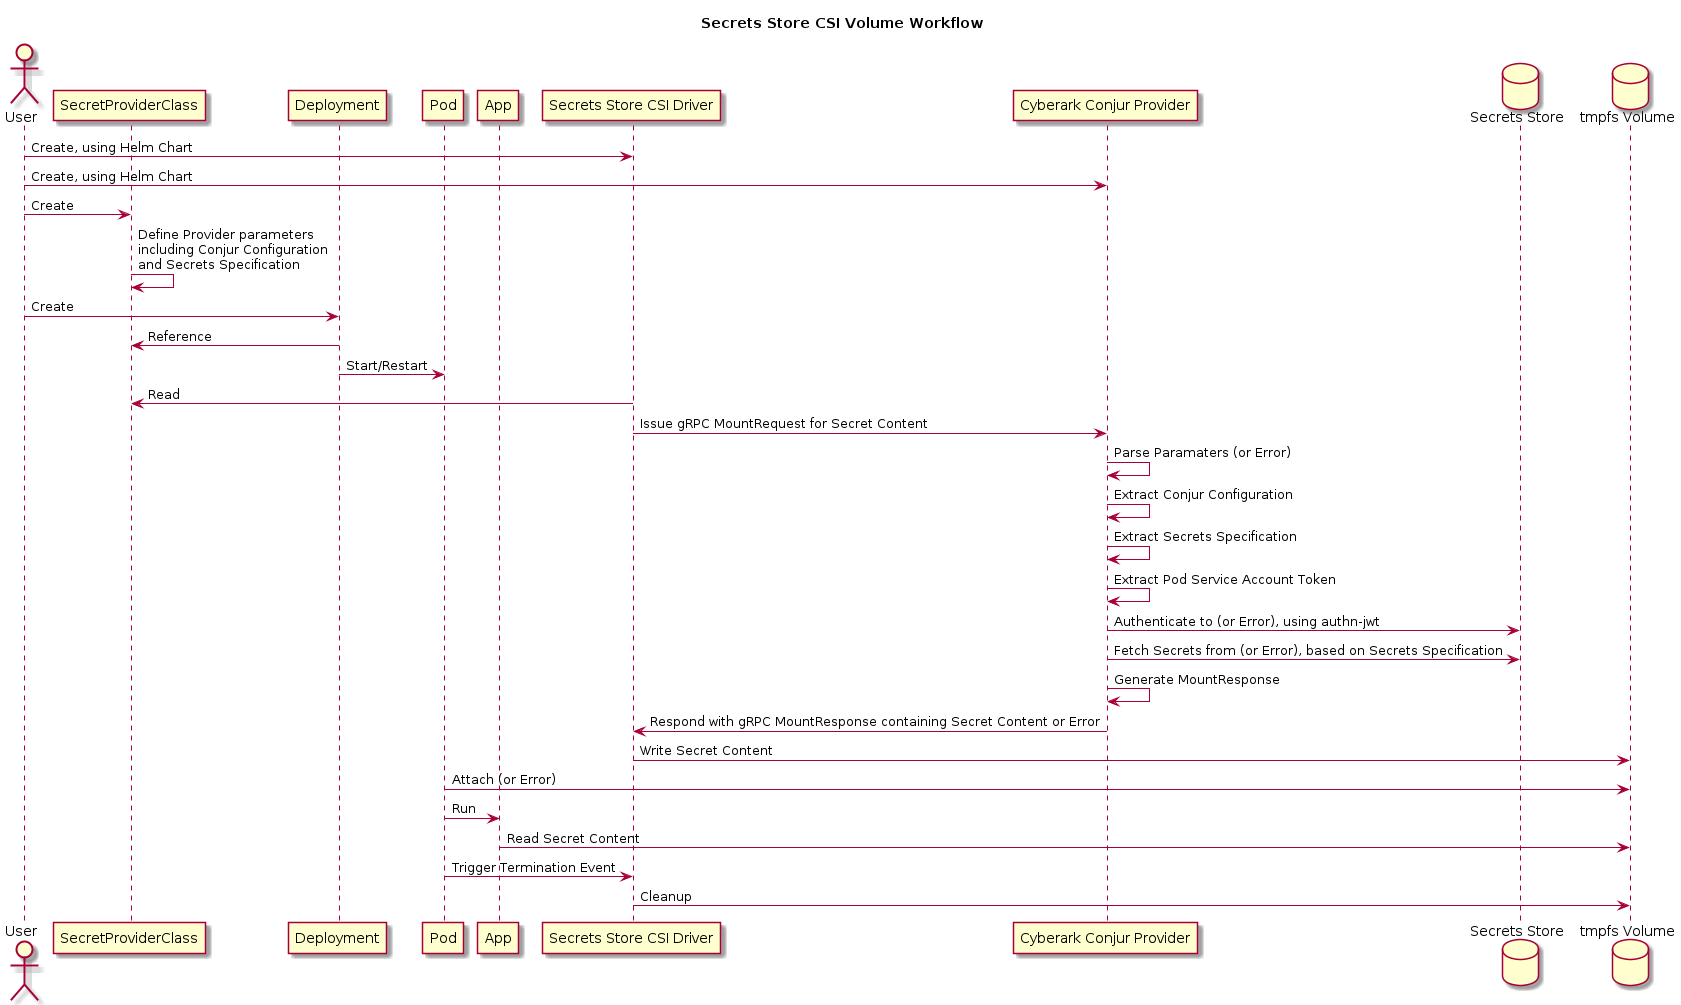 Secrets Store CSI Volume Workflow
User
SecretProviderClass
Deployment
Pod
App
Secrets Store CSI Driver
Cyberark Conjur Provider
Secrets Store
tmpfs Volume
Create, using Helm Chart
Create, using Helm Chart
Create
Define Provider parameters
including Conjur Configuration
and Secrets Specification
Create
Reference
Start/Restart
Read
Issue gRPC MountRequest for Secret Content
Parse Paramaters (or Error)
Extract Conjur Configuration
Extract Secrets Specification
Extract Pod Service Account Token
Authenticate to (or Error), using authn-jwt
Fetch Secrets from (or Error), based on Secrets Specification
Generate MountResponse
Respond with gRPC MountResponse containing Secret Content or Error
Write Secret Content
Attach (or Error)
Run
Read Secret Content
Trigger Termination Event
Cleanup
User
SecretProviderClass
Deployment
Pod
App
Secrets Store CSI Driver
Cyberark Conjur Provider
Secrets Store
tmpfs Volume